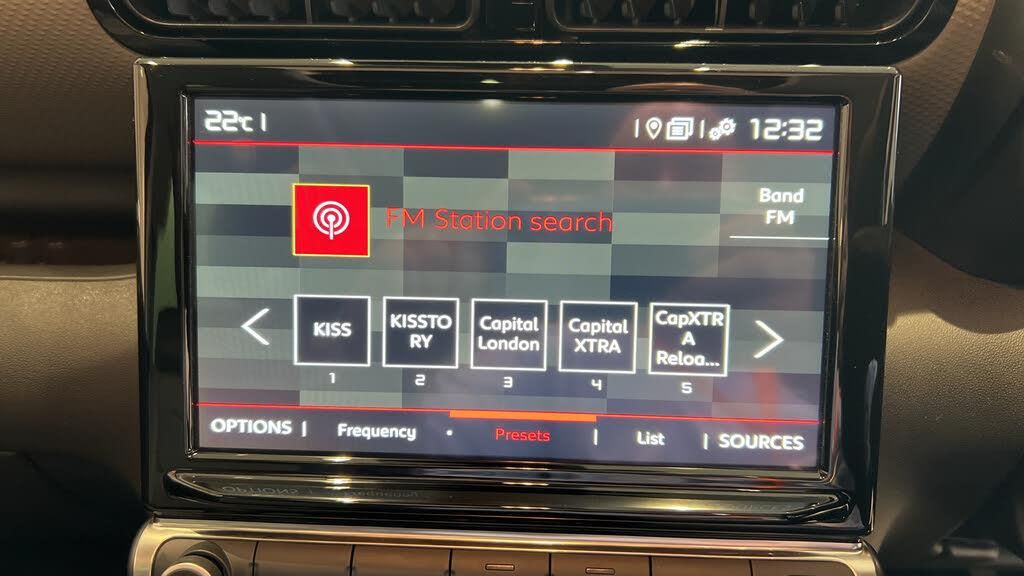 22°C
12:32
FM Station search
Band
FM
KISS
KISSTO
RY
Capital
London
Capital
XTRA
CapXTR
A
Reloa...
1
2
3
4
5
OPTIONS
Frequency
Presets
List
SOURCES